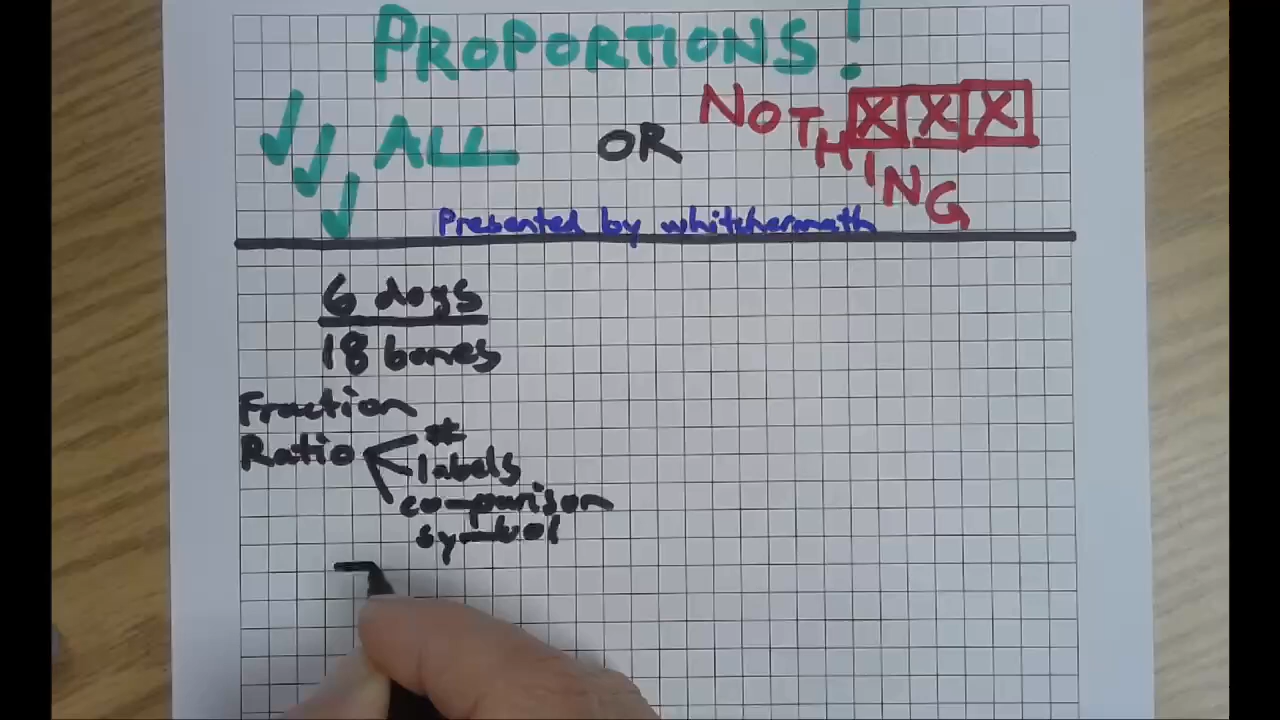 PROPORTIONS!
ALL OR NOTHING
Presented by whitchermath
6 dogs
18 bones
Fraction
Ratio #
labels
comparison
symbol